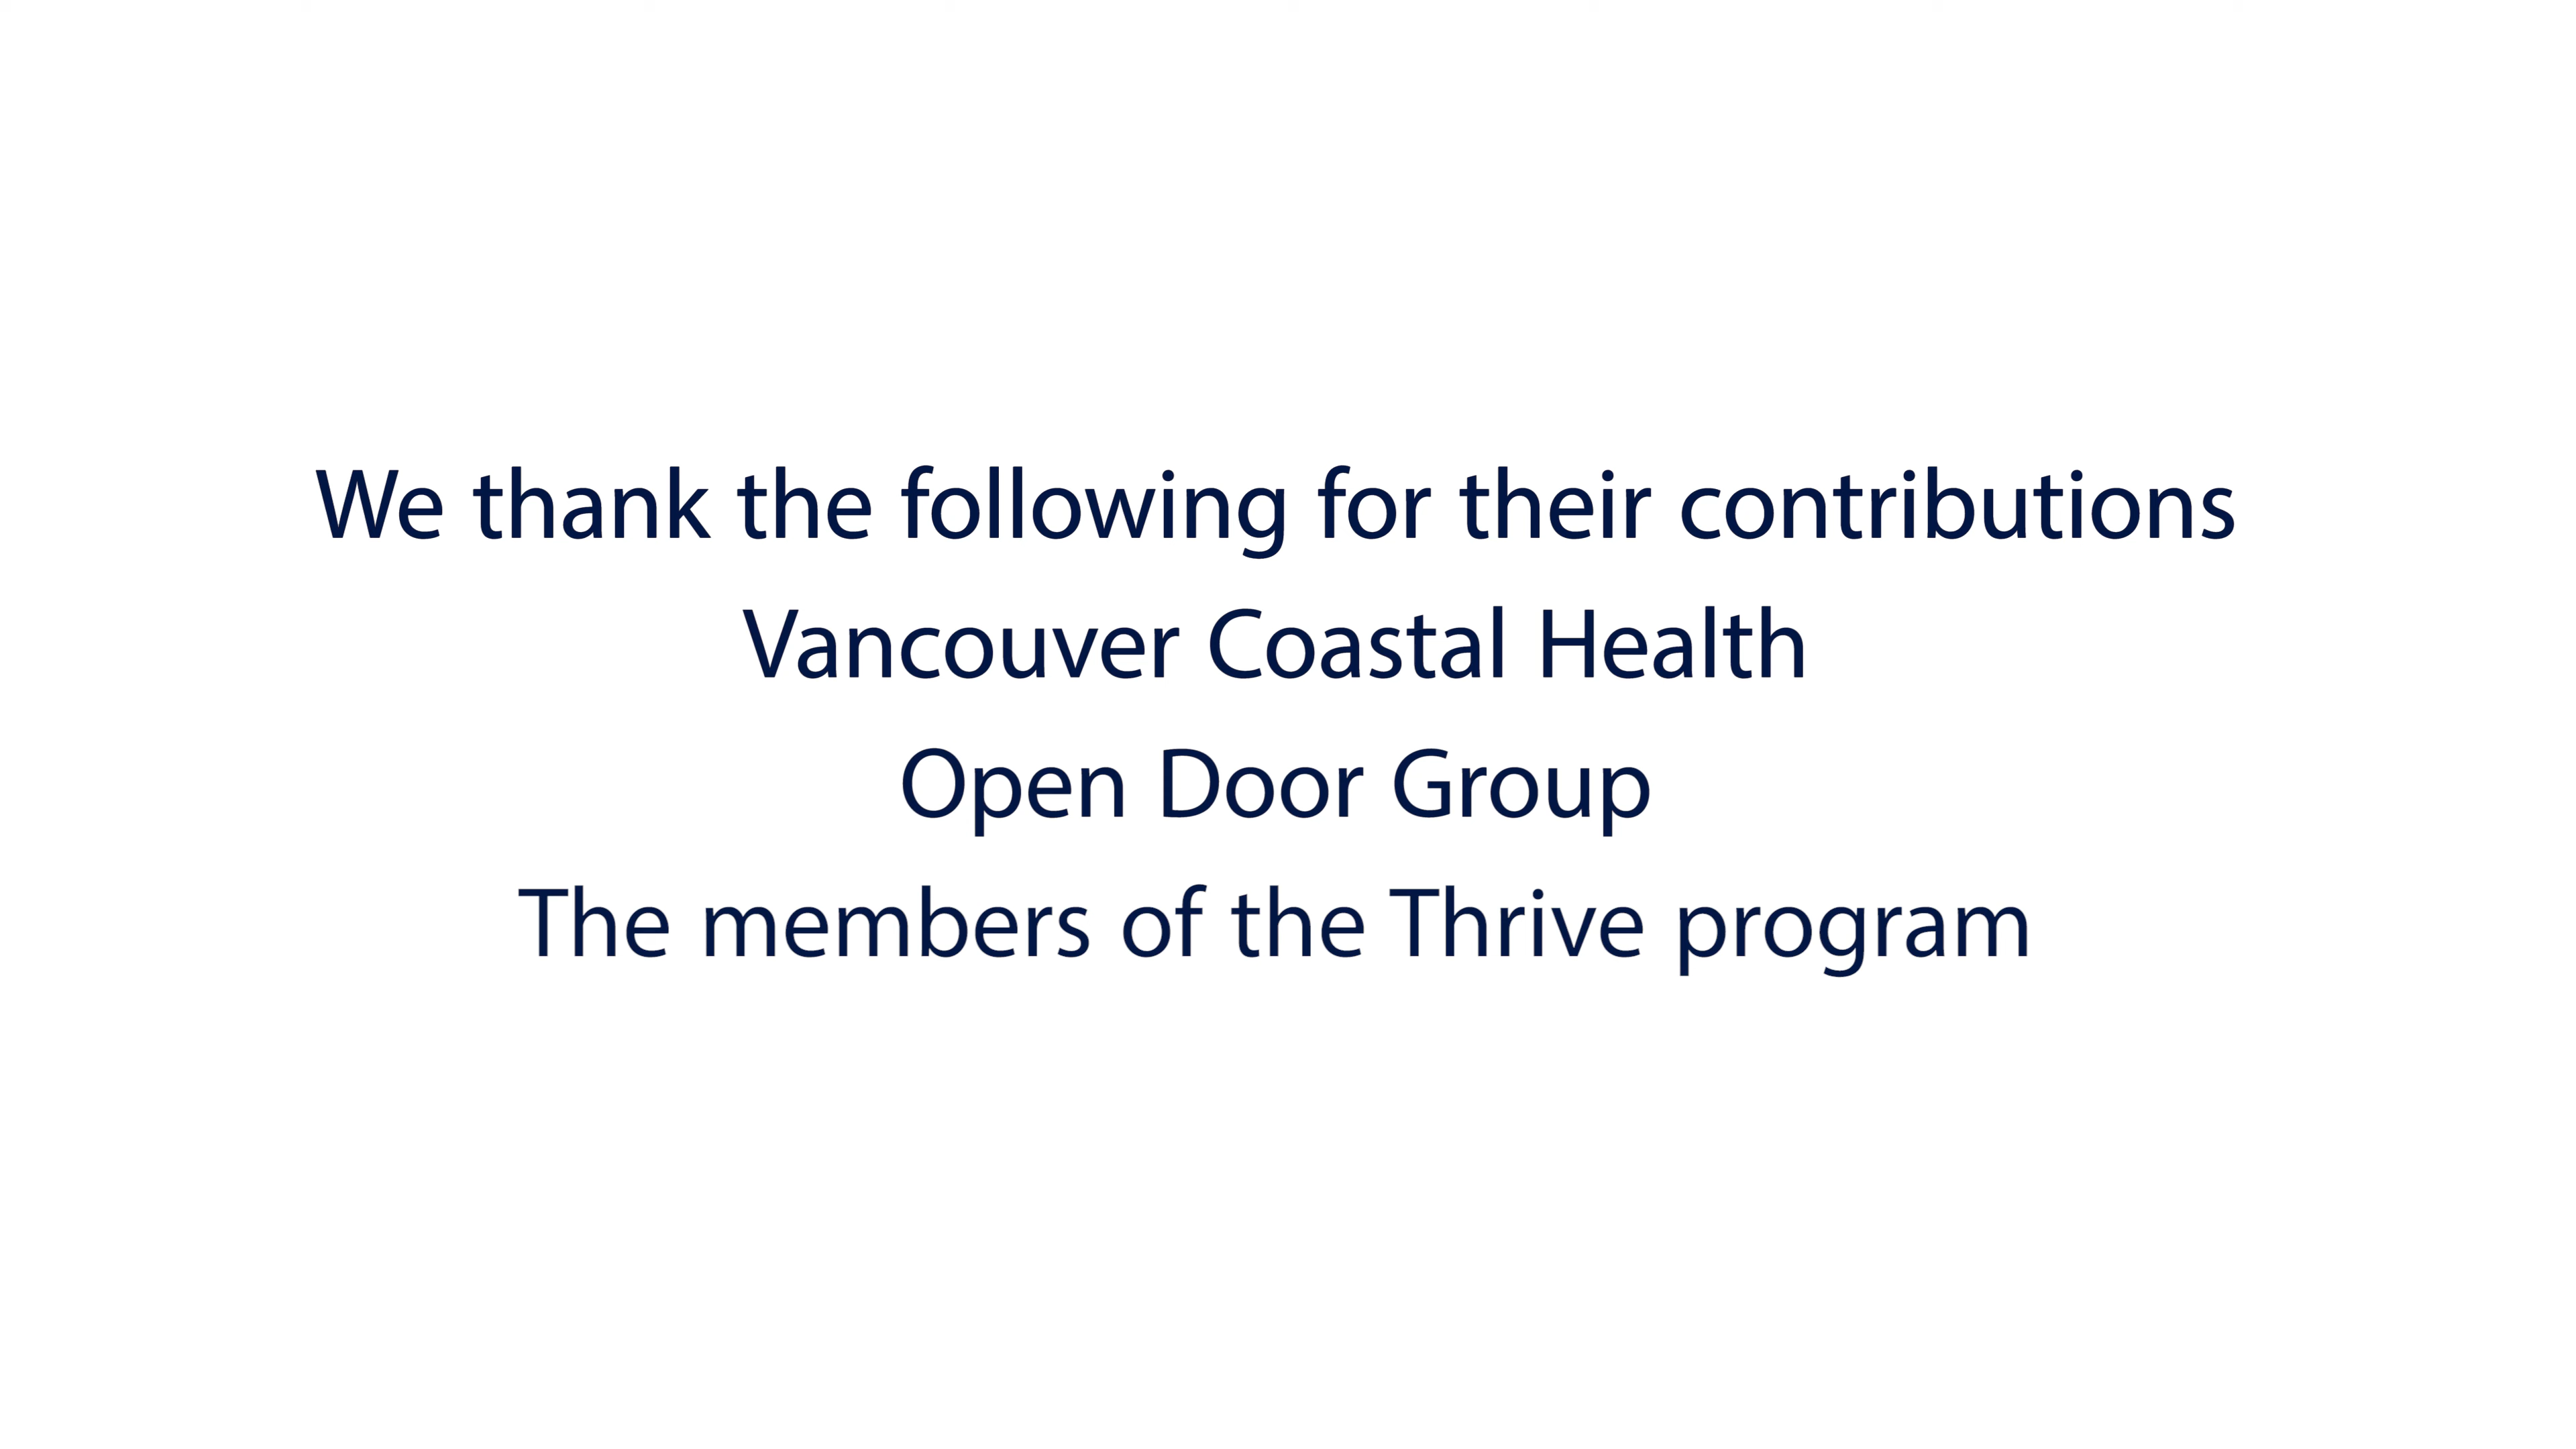 We thank the following for their contributions
Vancouver Coastal Health
Open Door Group
The members of the Thrive program